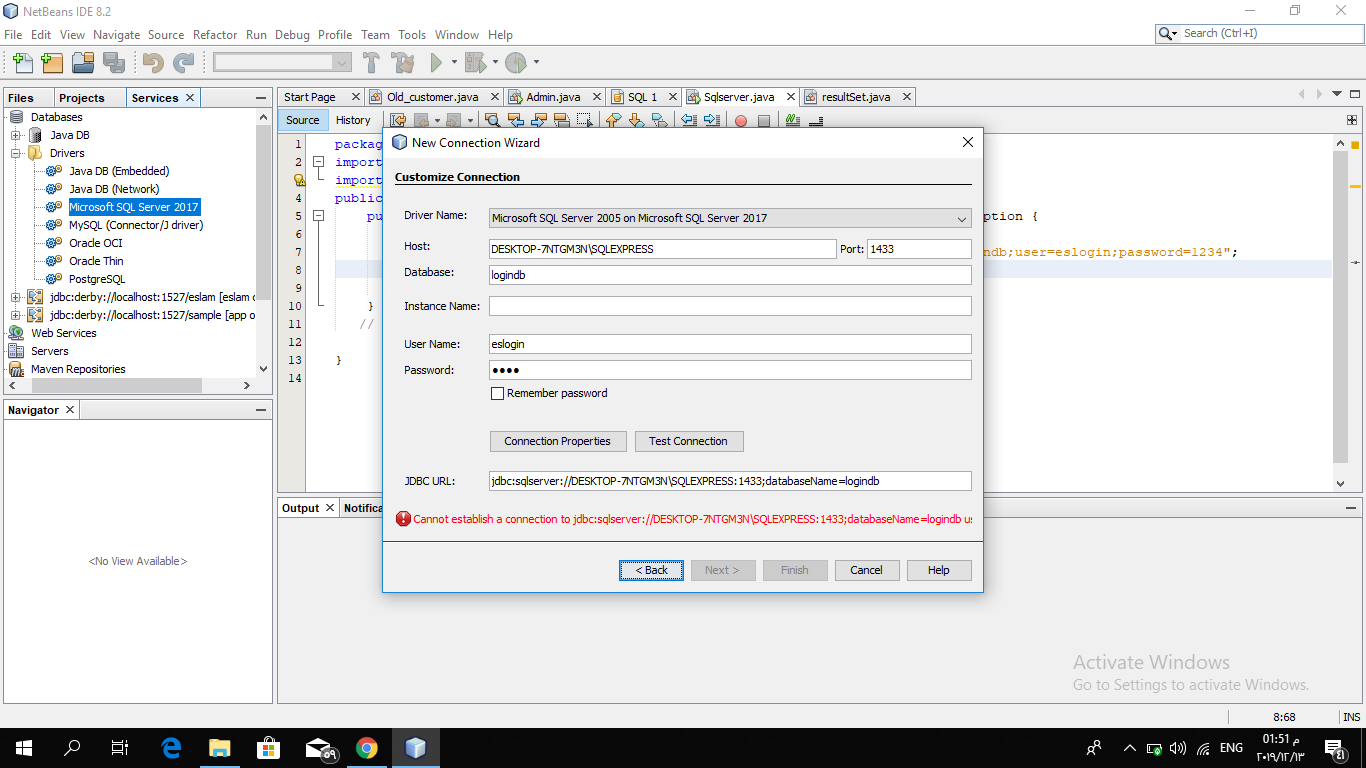 NetBeans IDE 8.2
File Edit View Navigate Source Refactor Run Debug Profile Team Tools Window Help
Search (Ctrl+I)
Files Projects Services
Databases
Java DB
Drivers
Java DB (Embedded)
Java DB (Network)
Microsoft SQL Server 2017
MySQL (Connector/J driver)
Oracle OCI
Oracle Thin
PostgreSQL
jdbc:derby://localhost:1527/eslam [eslam o
jdbc:derby://localhost:1527/sample [app o
Web Services
Servers
Maven Repositories
Navigator
<No View Available>
Start Page Old_customer.java Admin.java SQL 1 Sqlserver.java resultSet.java
Source History
1 packag
2 import
import
4 public
5 pu ption {
6
7 ndb;user=eslogin;password=1234";
8
9
10 }
11 //
12
13 }
14
New Connection Wizard
Customize Connection
Driver Name: Microsoft SQL Server 2005 on Microsoft SQL Server 2017
Host: DESKTOP-7NTGM3N\SQLEXPRESS Port: 1433
Database: logindb
Instance Name:
User Name: eslogin
Password: ••••
Remember password
Connection Properties Test Connection
JDBC URL: jdbc:sqlserver://DESKTOP-7NTGM3N\SQLEXPRESS:1433;databaseName=logindb
Cannot establish a connection to jdbc:sqlserver://DESKTOP-7NTGM3N\SQLEXPRESS:1433;databaseName=logindb us
< Back Next > Finish Cancel Help
Output Notifica
Activate Windows
Go to Settings to activate Windows.
8:68 INS
٥٩
ENG
01:51 م
٢٠١٩/١٢/١٣
٤١